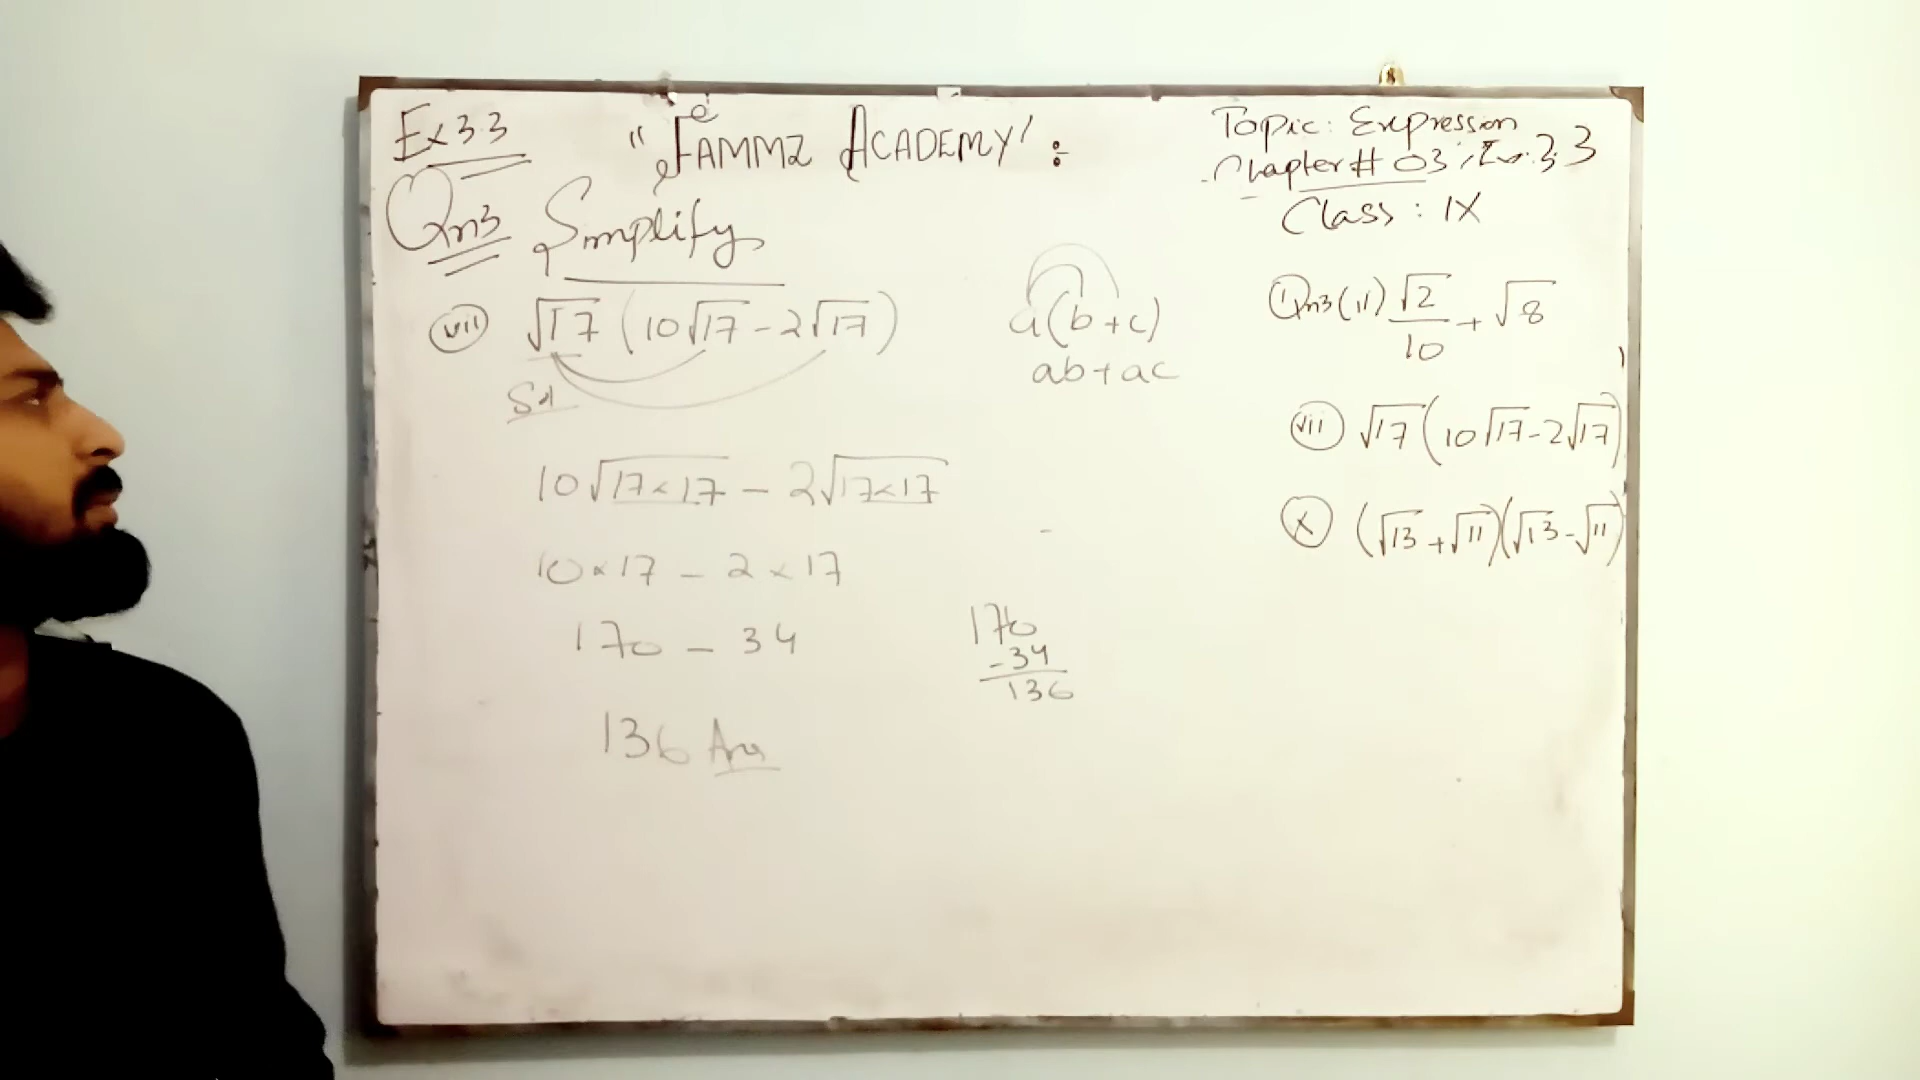 Ex 3.3
"JAMMZ ACADEMY" :
Topic: Expression
Chapter # 03, Ex: 3.3
Class : IX
Qn3 Simplify
(vii) √17 (10√17 - 2√17)
Sol
10√17×17 - 2√17×17
10×17 - 2×17
170 - 34
136 Ans
a(b+c)
ab+ac
170
-34
136
Qn3 (ii) √2/10 + √8
(vii) √17 (10√17-2√17)
(x) (√13+√11)(√13-√11)